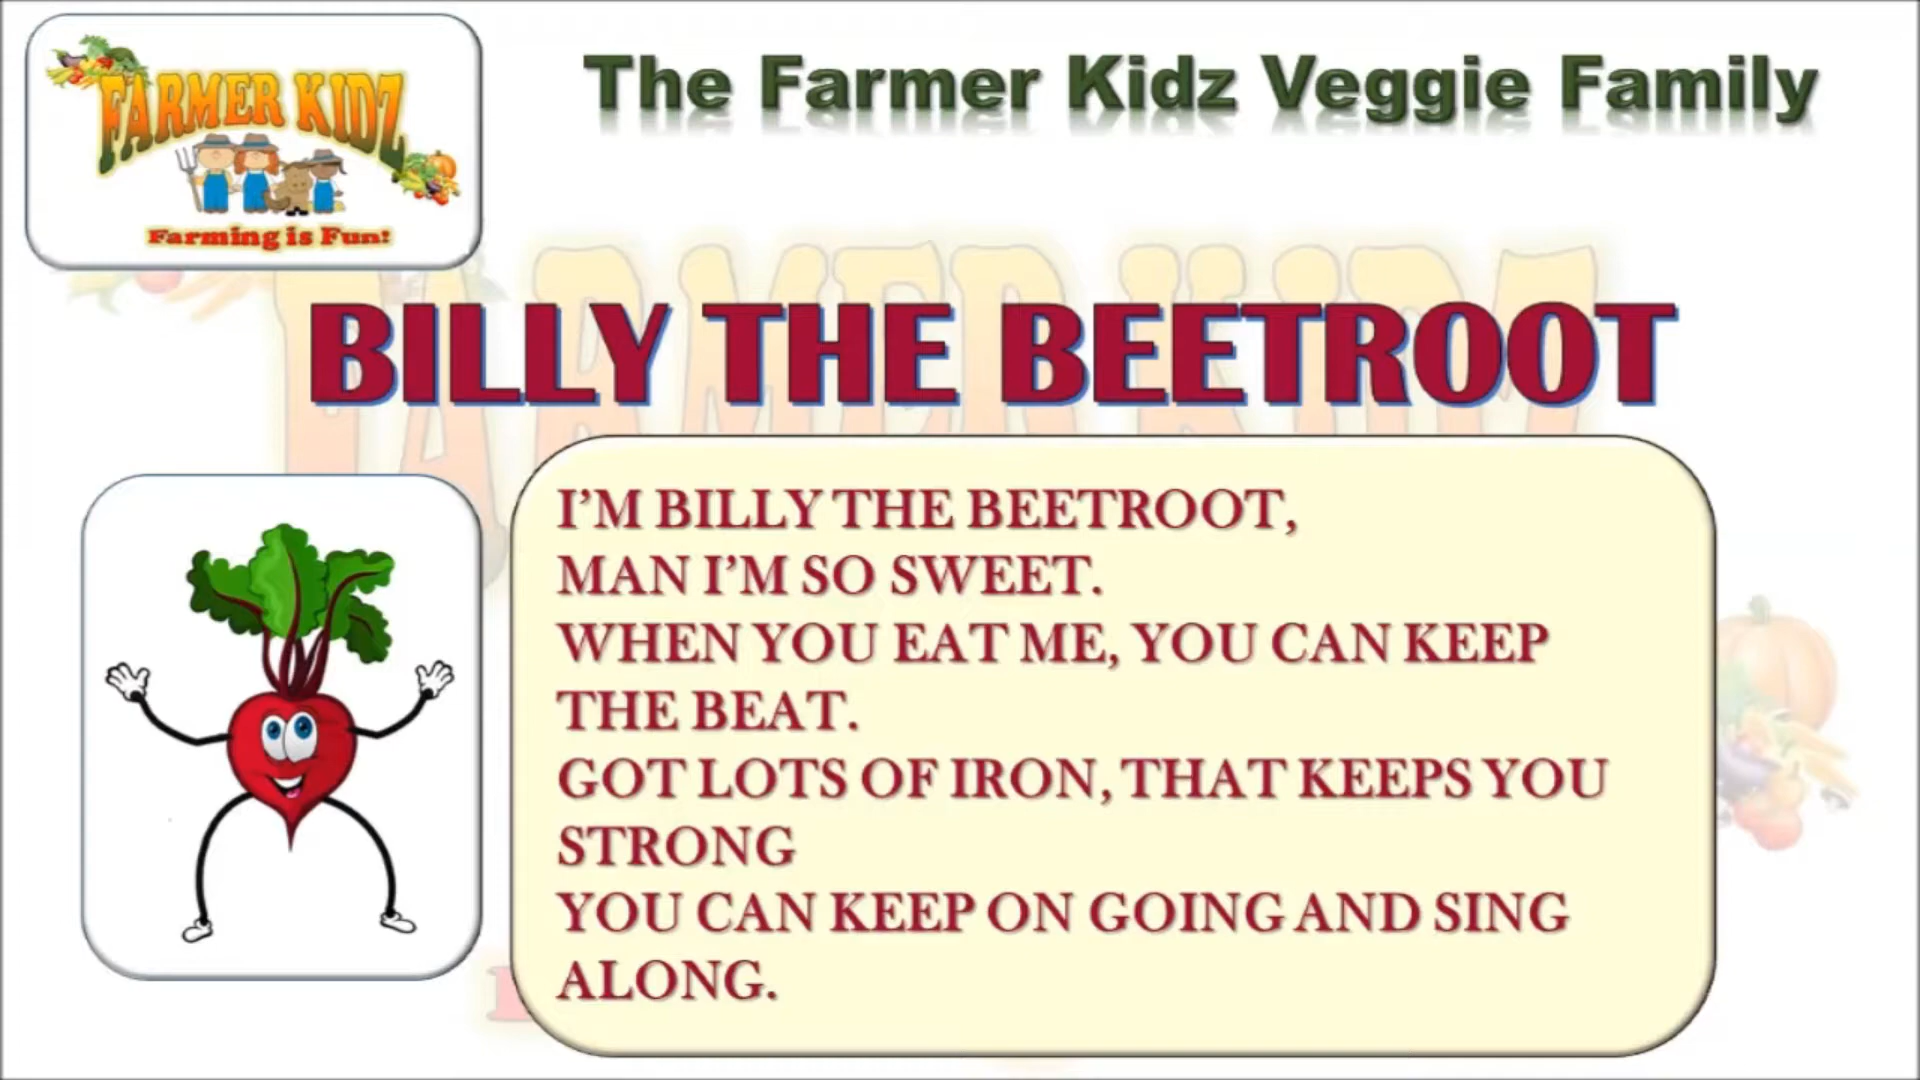 FARMER KIDZ
Farming is Fun!
The Farmer Kidz Veggie Family
BILLY THE BEETROOT
I'M BILLY THE BEETROOT,
MAN I'M SO SWEET.
WHEN YOU EAT ME, YOU CAN KEEP
THE BEAT.
GOT LOTS OF IRON, THAT KEEPS YOU
STRONG
YOU CAN KEEP ON GOING AND SING
ALONG.
FARMER KIDZ